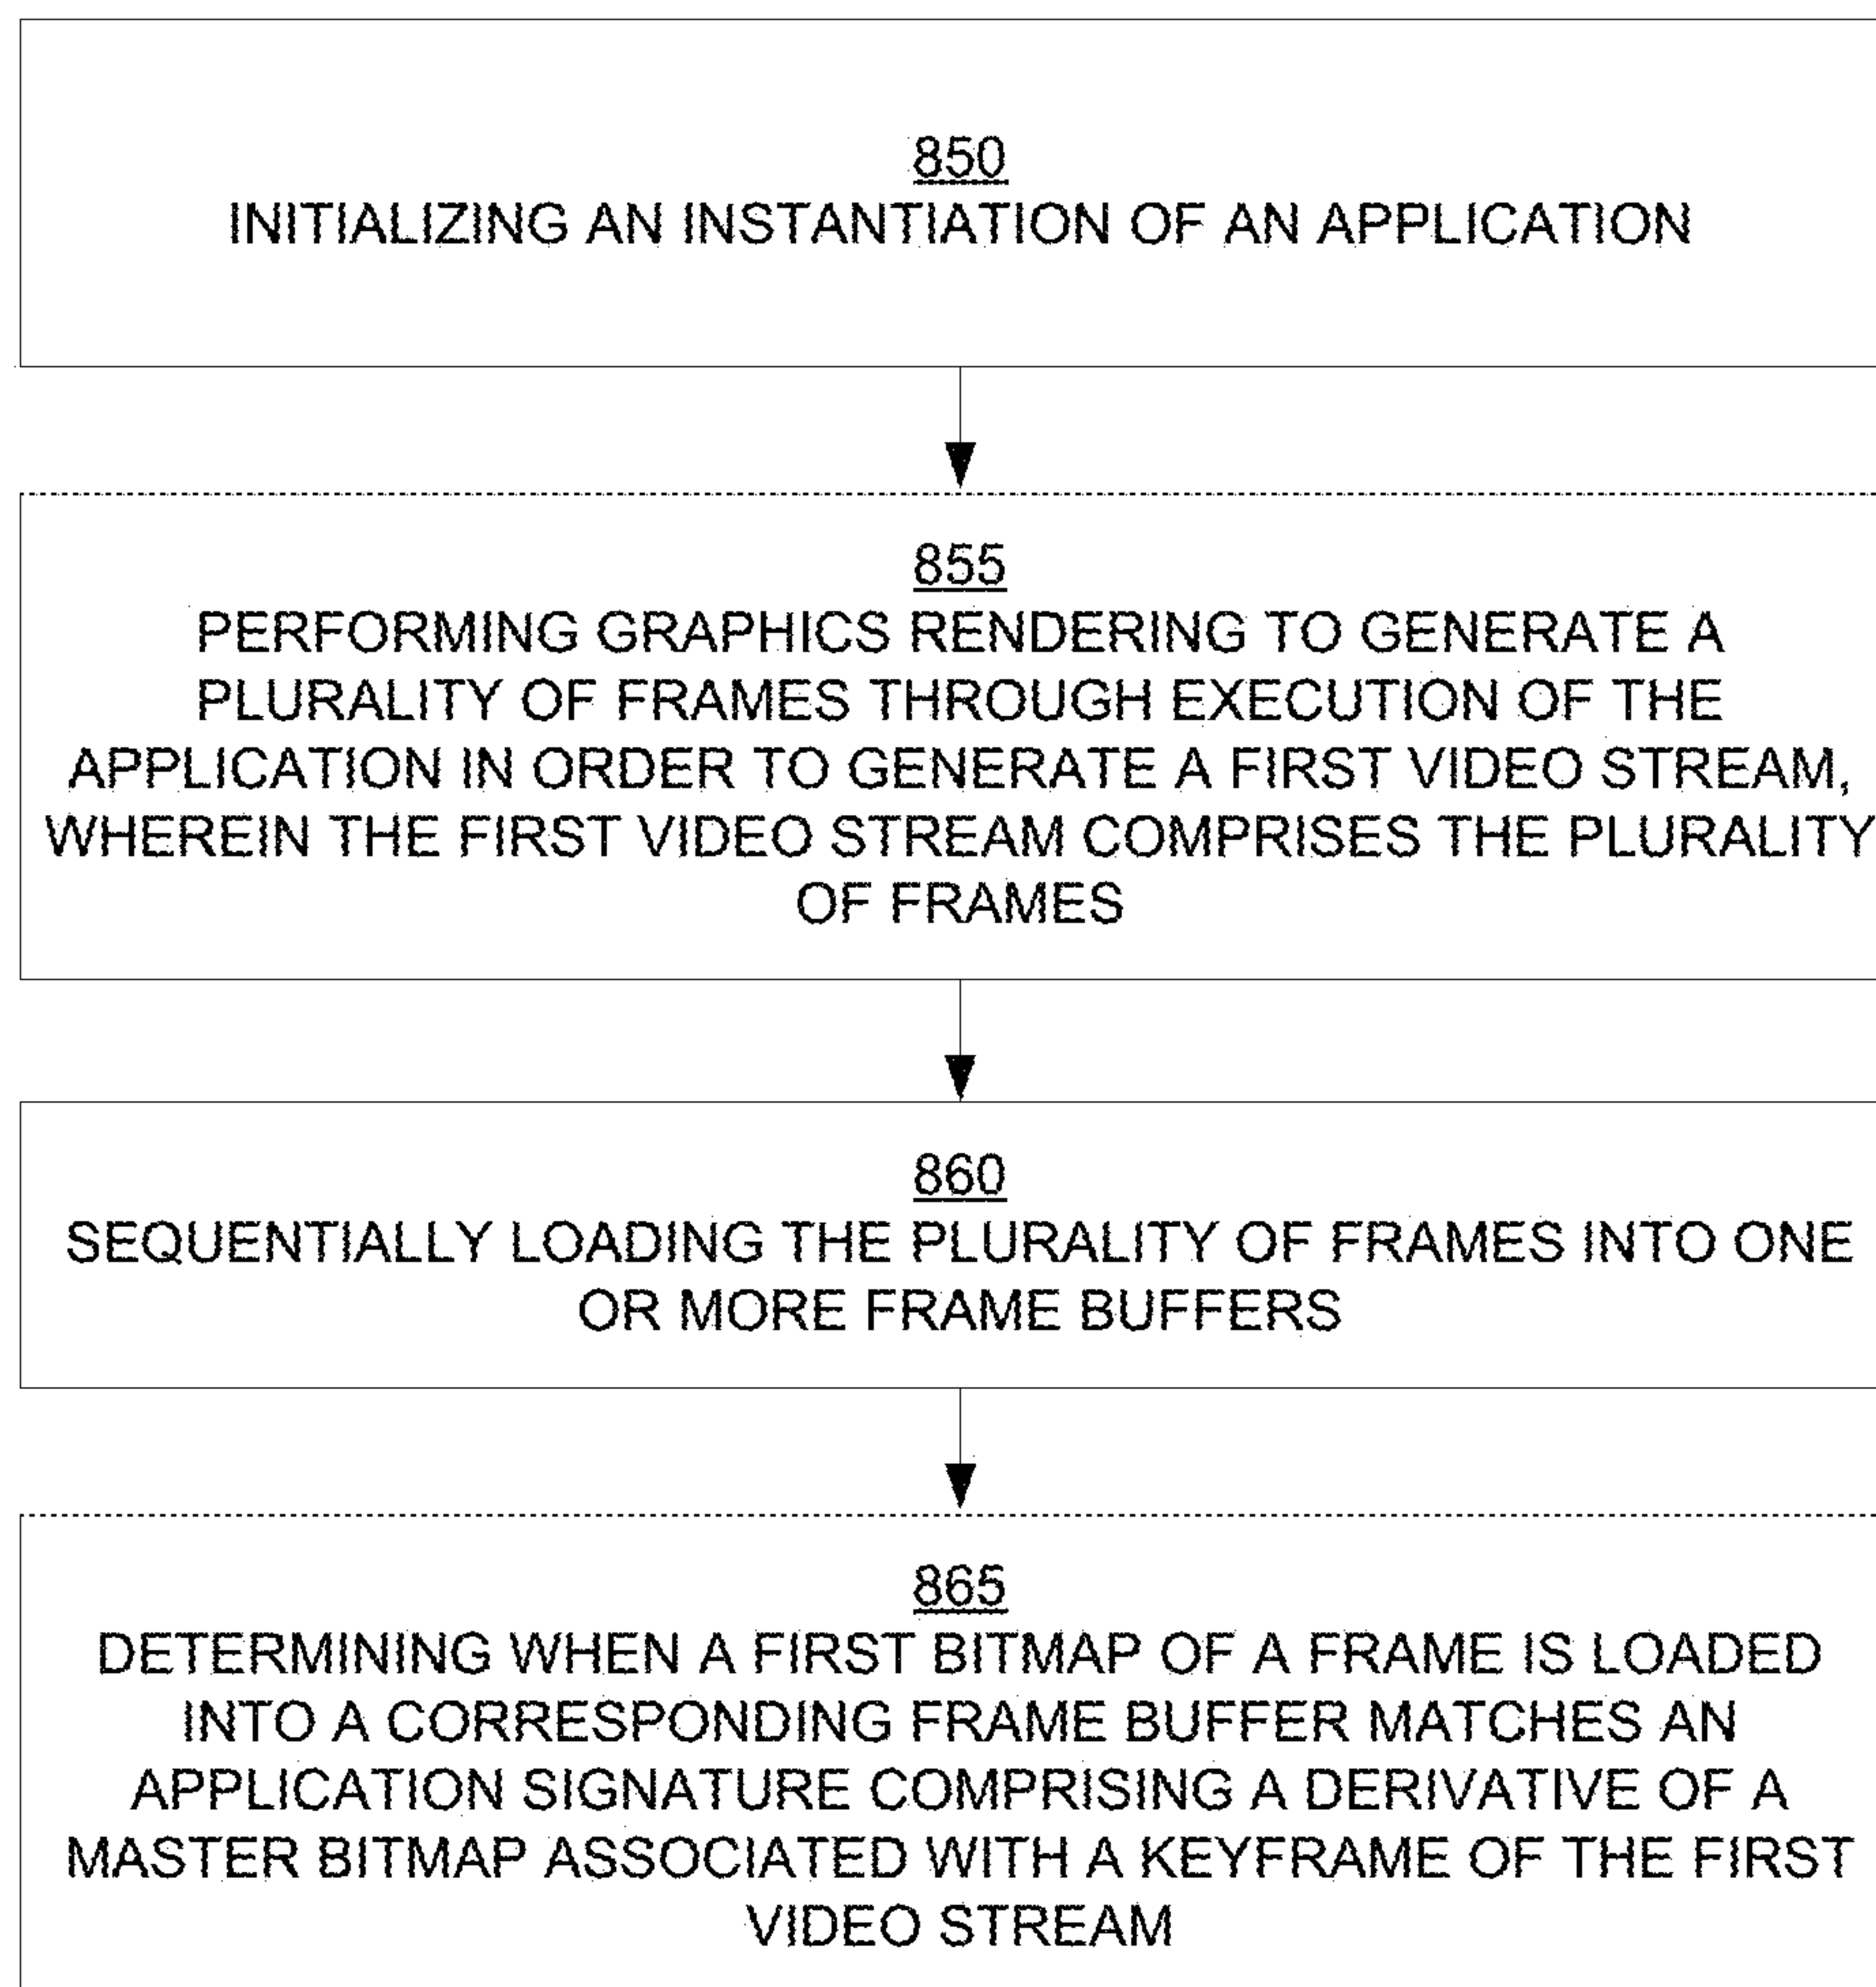 850
INITIALIZING AN INSTANTIATION OF AN APPLICATION
855
PERFORMING GRAPHICS RENDERING TO GENERATE A
PLURALITY OF FRAMES THROUGH EXECUTION OF THE
APPLICATION IN ORDER TO GENERATE A FIRST VIDEO STREAM,
WHEREIN THE FIRST VIDEO STREAM COMPRISES THE PLURALITY
OF FRAMES
860
SEQUENTIALLY LOADING THE PLURALITY OF FRAMES INTO ONE
OR MORE FRAME BUFFERS
865
DETERMINING WHEN A FIRST BITMAP OF A FRAME IS LOADED
INTO A CORRESPONDING FRAME BUFFER MATCHES AN
APPLICATION SIGNATURE COMPRISING A DERIVATIVE OF A
MASTER BITMAP ASSOCIATED WITH A KEYFRAME OF THE FIRST
VIDEO STREAM